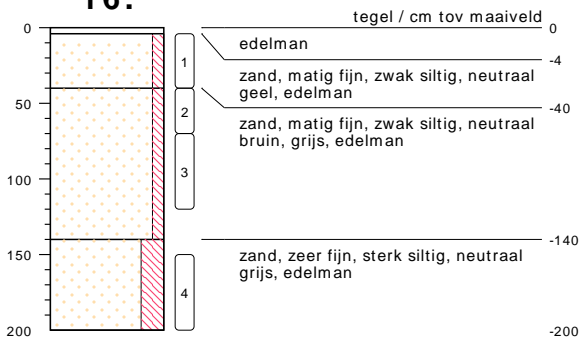 16.
tegel / cm tov maaiveld
0
0
edelman
-4
zand, matig fijn, zwak siltig, neutraal
geel, edelman
1
-40
50
2
zand, matig fijn, zwak siltig, neutraal
bruin, grijs, edelman
3
100
-140
150
zand, zeer fijn, sterk siltig, neutraal
grijs, edelman
4
200
-200